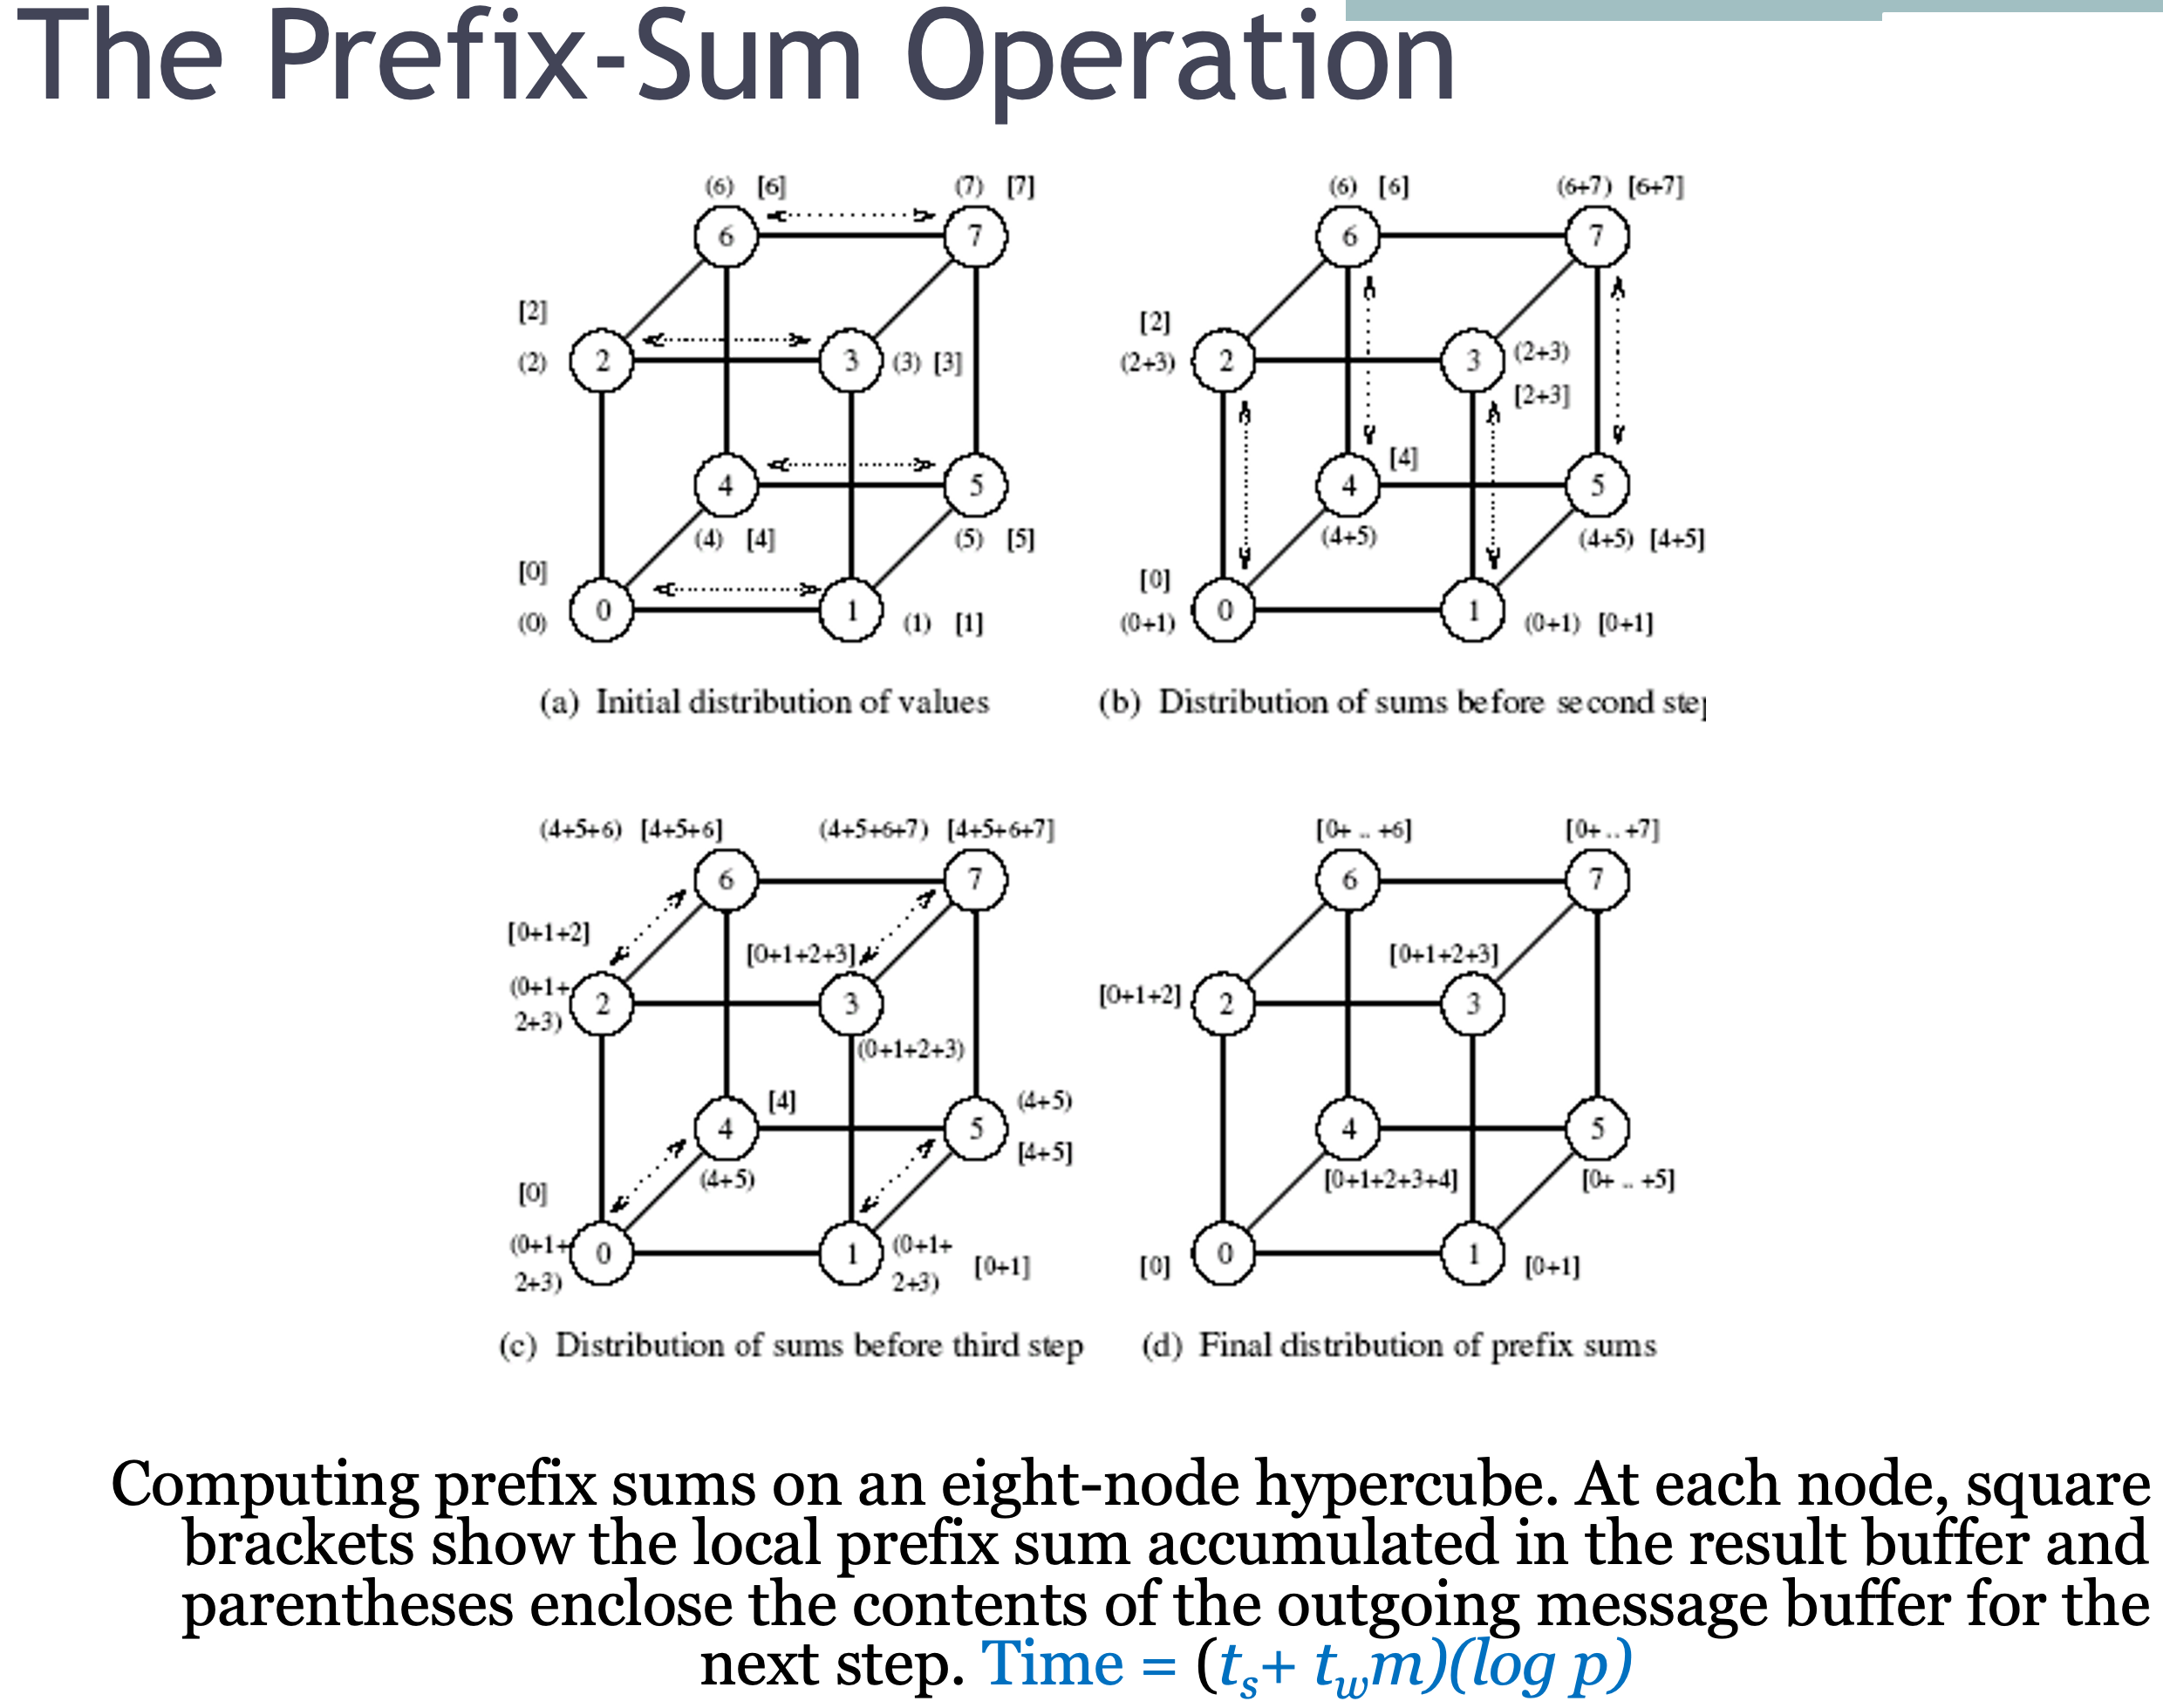 The Prefix-Sum Operation
(6) [6] (7) [7]
6 7
[2]
(2) 2 3 (3) [3]
4 5
(4) [4] (5) [5]
[0]
(0) 0 1 (1) [1]
(a) Initial distribution of values
(6) [6] (6+7) [6+7]
6 7
[2]
(2+3) 2 3 (2+3)
[2+3]
[4]
4 5
(4+5) (4+5) [4+5]
[0]
(0+1) 0 1 (0+1) [0+1]
(b) Distribution of sums before second step
(4+5+6) [4+5+6] (4+5+6+7) [4+5+6+7]
6 7
[0+1+2] [0+1+2+3]
(0+1+
2+3) 2 3
(0+1+2+3)
[4] (4+5)
4 5
(4+5) [4+5]
[0]
(0+1+
2+3) 0 1 (0+1+
2+3) [0+1]
(c) Distribution of sums before third step
[0+ .. +6] [0+ .. +7]
6 7
[0+1+2+3]
[0+1+2] 2 3
4 5
[0+1+2+3+4] [0+ .. +5]
0 1
[0] [0+1]
(d) Final distribution of prefix sums
Computing prefix sums on an eight-node hypercube. At each node, square
brackets show the local prefix sum accumulated in the result buffer and
parentheses enclose the contents of the outgoing message buffer for the
next step. Time = (ts+ twm)(log p)